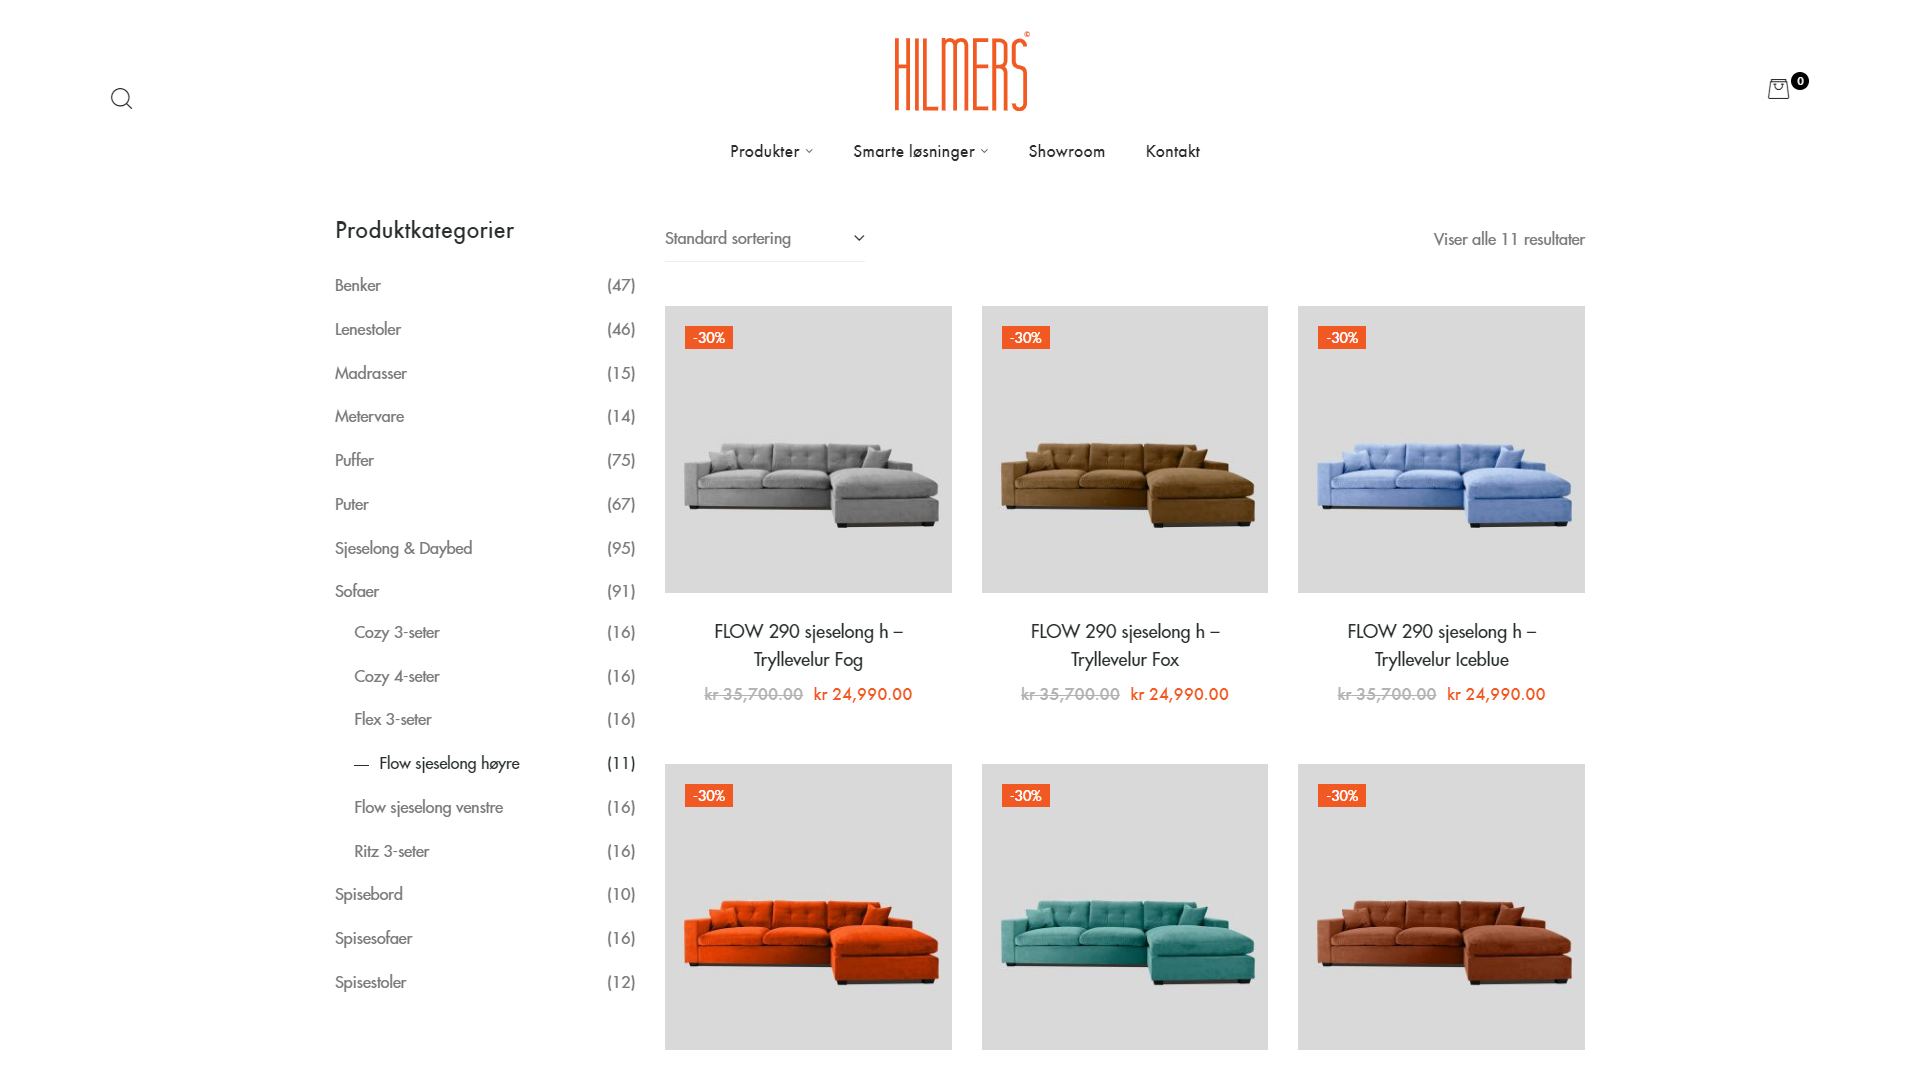 HILMERS©
0
Produkter
Smarte løsninger
Showroom
Kontakt
Produktkategorier
Benker (47)
Lenestoler (46)
Madrasser (15)
Metervare (14)
Puffer (75)
Puter (67)
Sjeselong & Daybed (95)
Sofaer (91)
Cozy 3-seter (16)
Cozy 4-seter (16)
Flex 3-seter (16)
— Flow sjeselong høyre (11)
Flow sjeselong venstre (16)
Ritz 3-seter (16)
Spisebord (10)
Spisesofaer (16)
Spisestoler (12)
Standard sortering
Viser alle 11 resultater
-30%
-30%
-30%
FLOW 290 sjeselong h –
Tryllevelur Fog
kr 35,700.00 kr 24,990.00
FLOW 290 sjeselong h –
Tryllevelur Fox
kr 35,700.00 kr 24,990.00
FLOW 290 sjeselong h –
Tryllevelur Iceblue
kr 35,700.00 kr 24,990.00
-30%
-30%
-30%